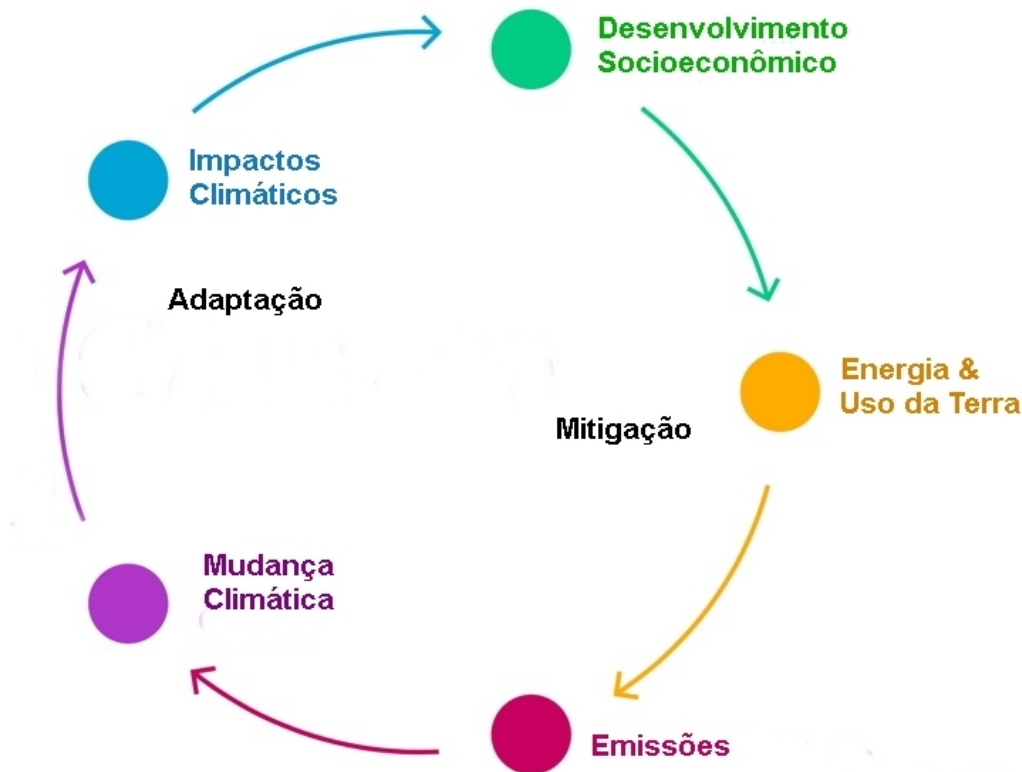 Desenvolvimento
Socioeconômico
Impactos
Climáticos
Adaptação
Energia &
Uso da Terra
Mitigação
Mudança
Climática
Emissões